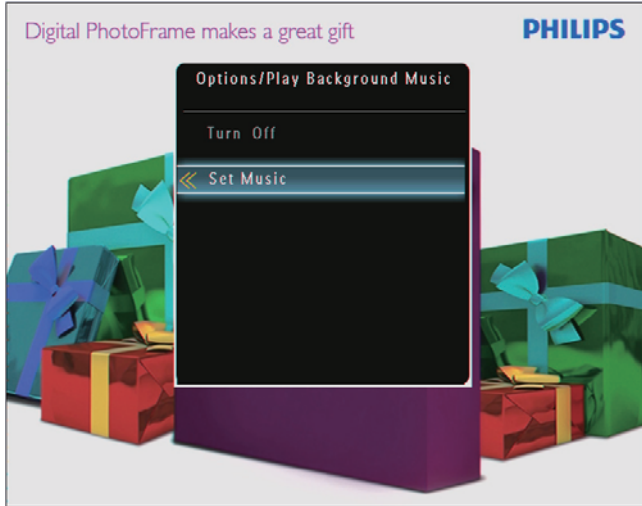 Digital PhotoFrame makes a great gift
PHILIPS
Options/Play Background Music
Turn Off
Set Music